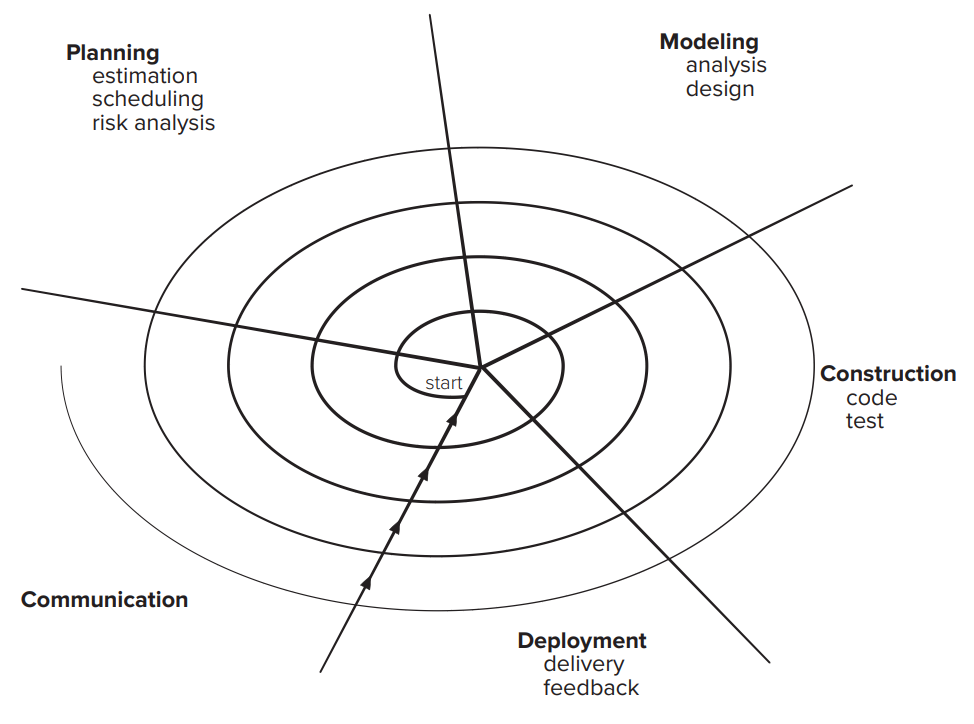 Planning
estimation
scheduling
risk analysis
Modeling
analysis
design
start
Construction
code
test
Communication
Deployment
delivery
feedback